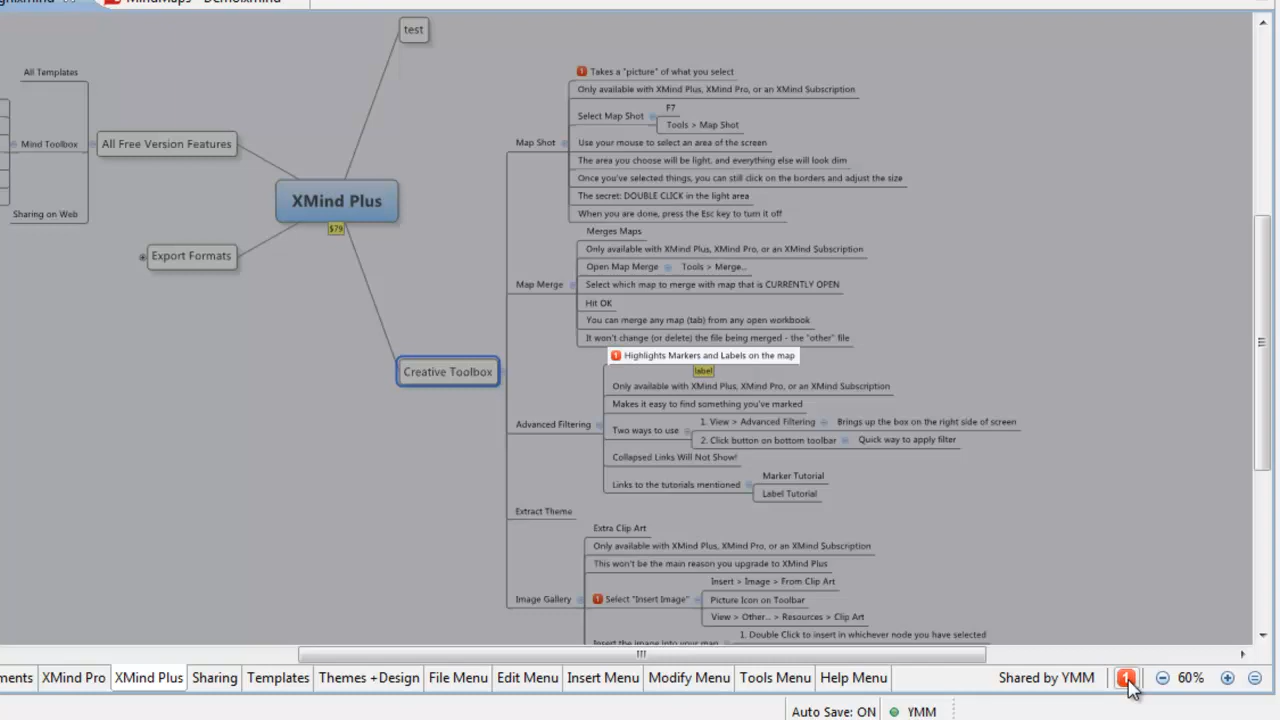 MindMaps - Demo.xmind
test
All Templates
Mind Toolbox
All Free Version Features
Sharing on Web
XMind Plus
$79
Export Formats
Creative Toolbox
Map Shot
1 Takes a "picture" of what you select
Only available with XMind Plus, XMind Pro, or an XMind Subscription
Select Map Shot
F7
Tools > Map Shot
Use your mouse to select an area of the screen
The area you choose will be light, and everything else will look dim
Once you've selected things, you can still click on the borders and adjust the size
The secret: DOUBLE CLICK in the light area
When you are done, press the Esc key to turn it off
Map Merge
Merges Maps
Only available with XMind Plus, XMind Pro, or an XMind Subscription
Open Map Merge
Tools > Merge..
Select which map to merge with map that is CURRENTLY OPEN
Hit OK
You can merge any map (tab) from any open workbook
It won't change (or delete) the file being merged - the "other" file
Advanced Filtering
1 Highlights Markers and Labels on the map
label
Only available with XMind Plus, XMind Pro, or an XMind Subscription
Makes it easy to find something you've marked
Two ways to use
1. View > Advanced Filtering
Brings up the box on the right side of screen
2. Click button on bottom toolbar
Quick way to apply filter
Collapsed Links Will Not Show!
Links to the tutorials mentioned
Marker Tutorial
Label Tutorial
Extract Theme
Image Gallery
Extra Clip Art
Only available with XMind Plus, XMind Pro, or an XMind Subscription
This won't be the main reason you upgrade to XMind Plus
1 Select "Insert Image"
Insert > Image > From Clip Art
Picture Icon on Toolbar
View > Other... > Resources > Clip Art
Insert the image into your map
1. Double Click to insert in whichever node you have selected
XMind Pro
XMind Plus
Sharing
Templates
Themes +Design
File Menu
Edit Menu
Insert Menu
Modify Menu
Tools Menu
Help Menu
Shared by YMM
1
60%
Auto Save: ON
YMM